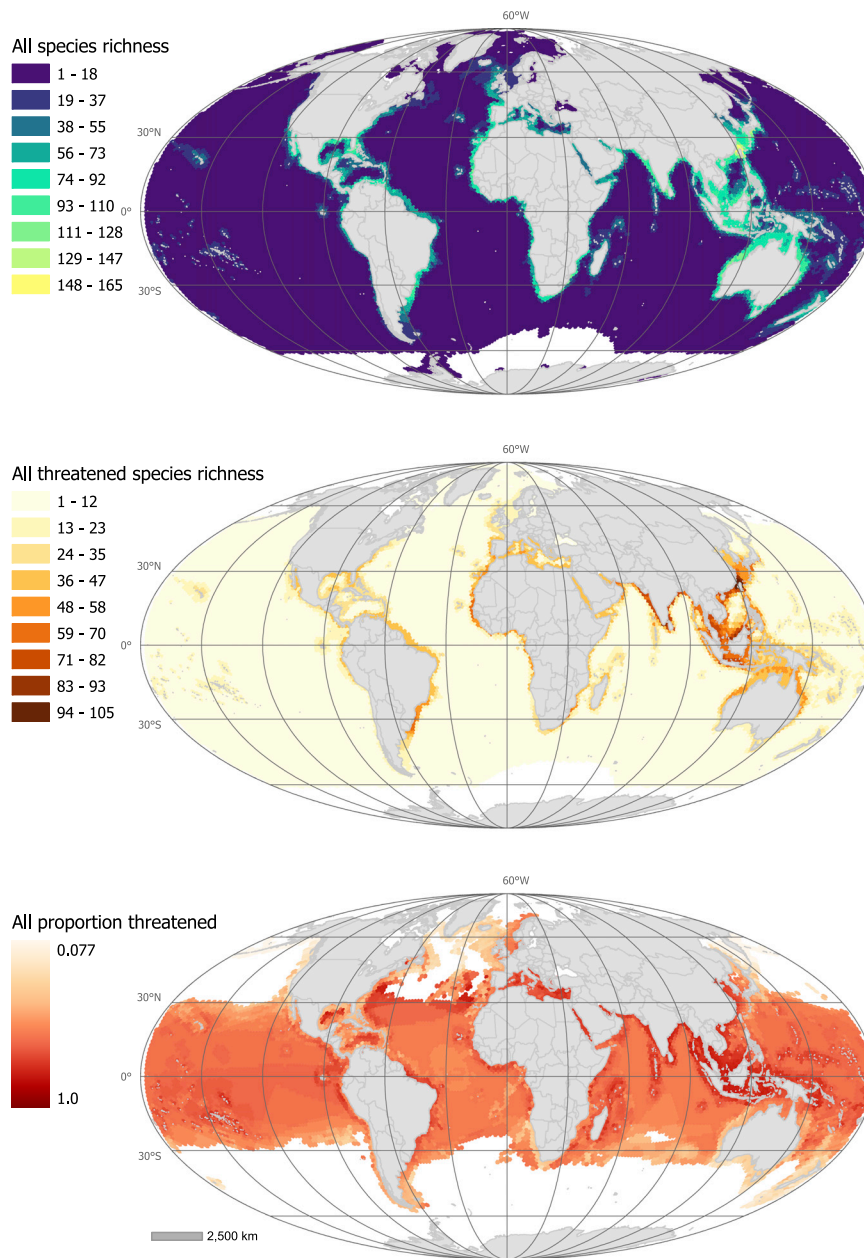 60°W
All species richness
1 - 18
19 - 37
38 - 55
56 - 73
74 - 92
93 - 110
111 - 128
129 - 147
148 - 165
30°N
0°
30°S
60°W
All threatened species richness
1 - 12
13 - 23
24 - 35
36 - 47
48 - 58
59 - 70
71 - 82
83 - 93
94 - 105
30°N
0°
30°S
60°W
All proportion threatened
0.077
1.0
30°N
0°
30°S
2,500 km